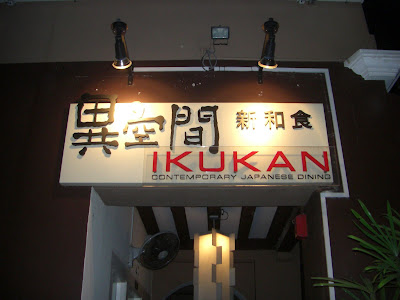 異空間 新和食
IKUKAN
CONTEMPORARY JAPANESE DINING